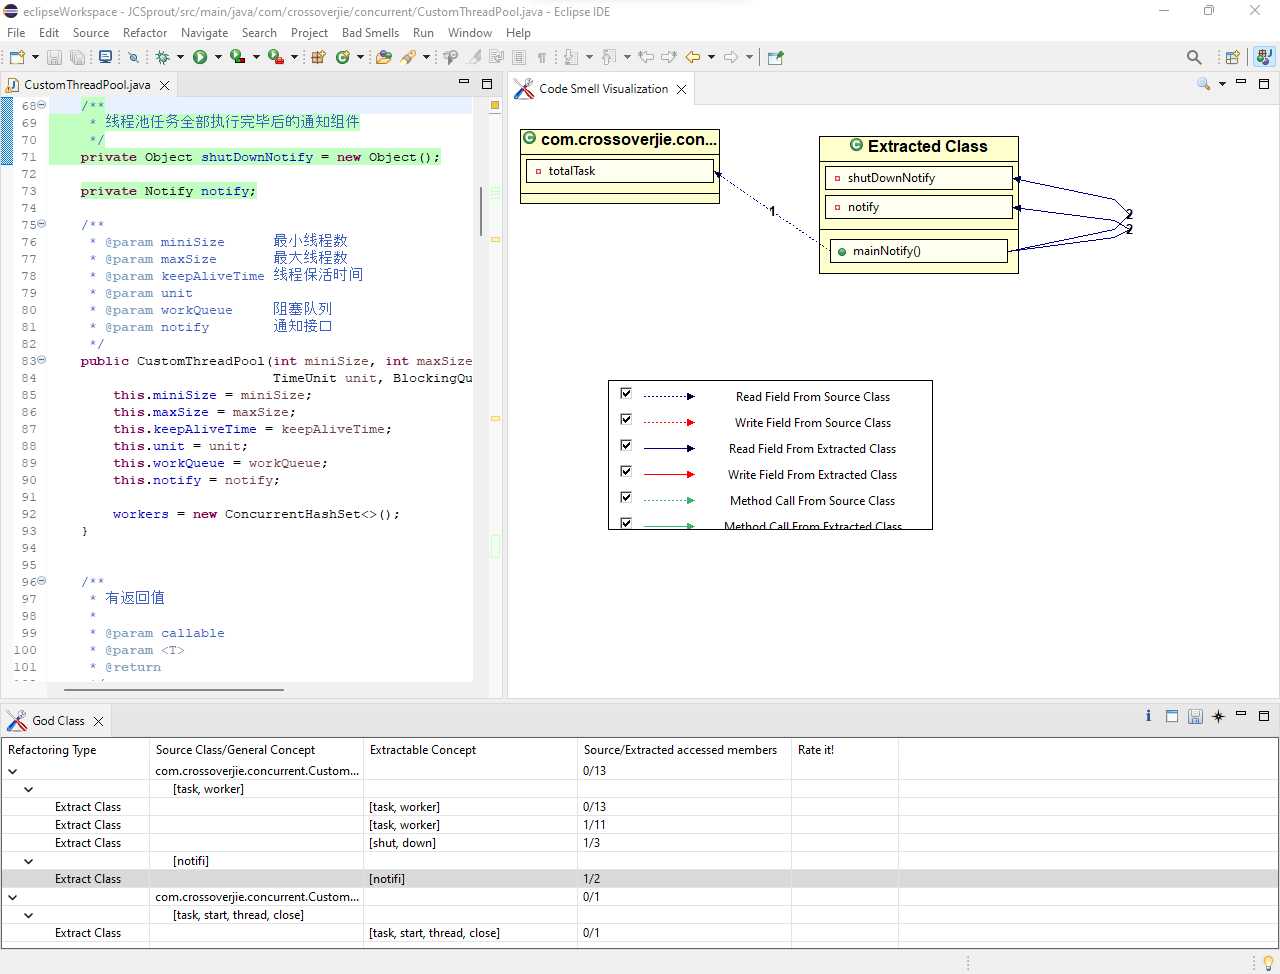 eclipseWorkspace - JCSprout/src/main/java/com/crossoverjie/concurrent/CustomThreadPool.java - Eclipse IDE
File Edit Source Refactor Navigate Search Project Bad Smells Run Window Help
CustomThreadPool.java
68 /**
69 * 线程池任务全部执行完毕后的通知组件
70 */
71 private Object shutDownNotify = new Object();
72
73 private Notify notify;
74
75 /**
76 * @param miniSize 最小线程数
77 * @param maxSize 最大线程数
78 * @param keepAliveTime 线程保活时间
79 * @param unit
80 * @param workQueue 阻塞队列
81 * @param notify 通知接口
82 */
83 public CustomThreadPool(int miniSize, int maxSize
84 TimeUnit unit, BlockingQu
85 this.miniSize = miniSize;
86 this.maxSize = maxSize;
87 this.keepAliveTime = keepAliveTime;
88 this.unit = unit;
89 this.workQueue = workQueue;
90 this.notify = notify;
91
92 workers = new ConcurrentHashSet<>();
93 }
94
95
96 /**
97 * 有返回值
98 *
99 * @param callable
100 * @param <T>
101 * @return
Code Smell Visualization
com.crossoverjie.con...
totalTask
Extracted Class
shutDownNotify
notify
mainNotify()
1
2
2
Read Field From Source Class
Write Field From Source Class
Read Field From Extracted Class
Write Field From Extracted Class
Method Call From Source Class
Method Call From Extracted Class
God Class
Refactoring Type Source Class/General Concept Extractable Concept Source/Extracted accessed members Rate it!
com.crossoverjie.concurrent.Custom... 0/13
[task, worker]
Extract Class [task, worker] 0/13
Extract Class [task, worker] 1/11
Extract Class [shut, down] 1/3
[notifi]
Extract Class [notifi] 1/2
com.crossoverjie.concurrent.Custom... 0/1
[task, start, thread, close]
Extract Class [task, start, thread, close] 0/1